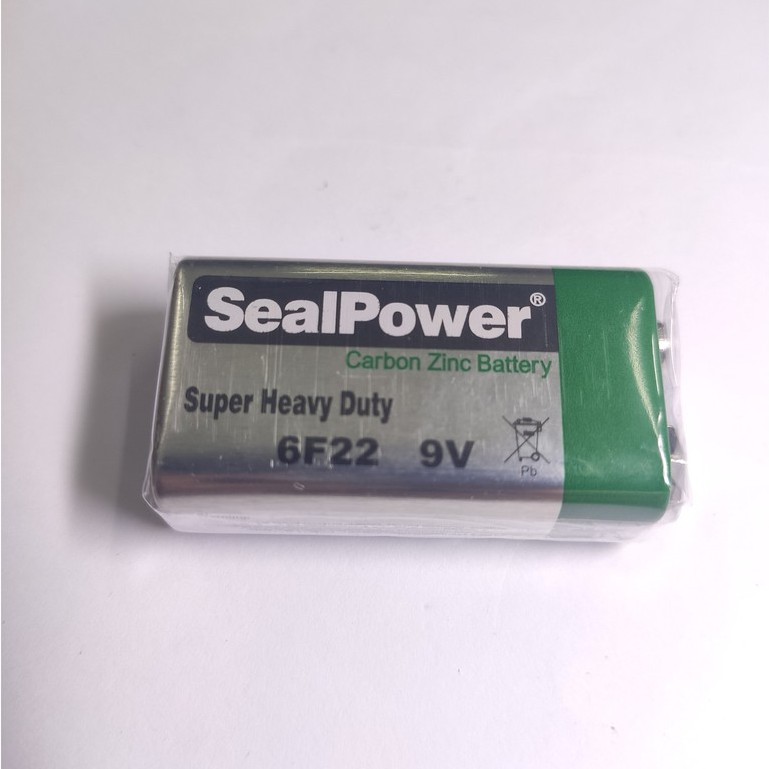 SealPower®
Carbon Zinc Battery
Super Heavy Duty
6F22 9V
Pb